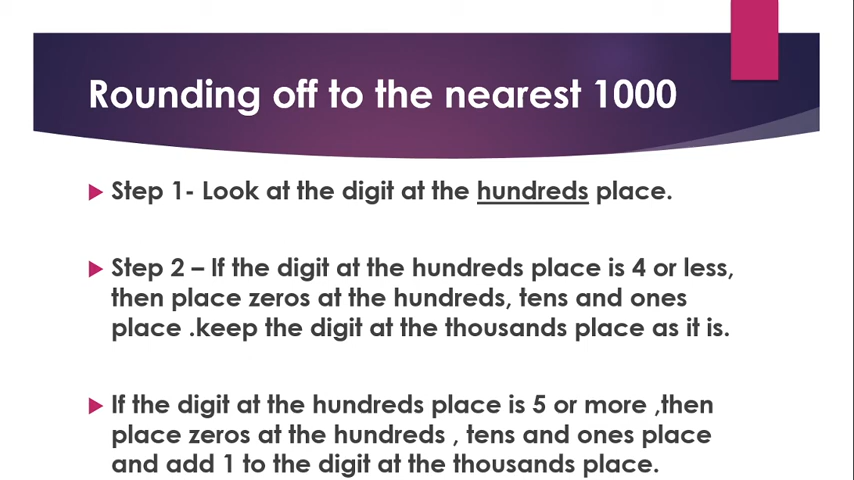 Rounding off to the nearest 1000
Step 1- Look at the digit at the hundreds place.
Step 2 – If the digit at the hundreds place is 4 or less,
then place zeros at the hundreds, tens and ones
place .keep the digit at the thousands place as it is.
If the digit at the hundreds place is 5 or more ,then
place zeros at the hundreds , tens and ones place
and add 1 to the digit at the thousands place.